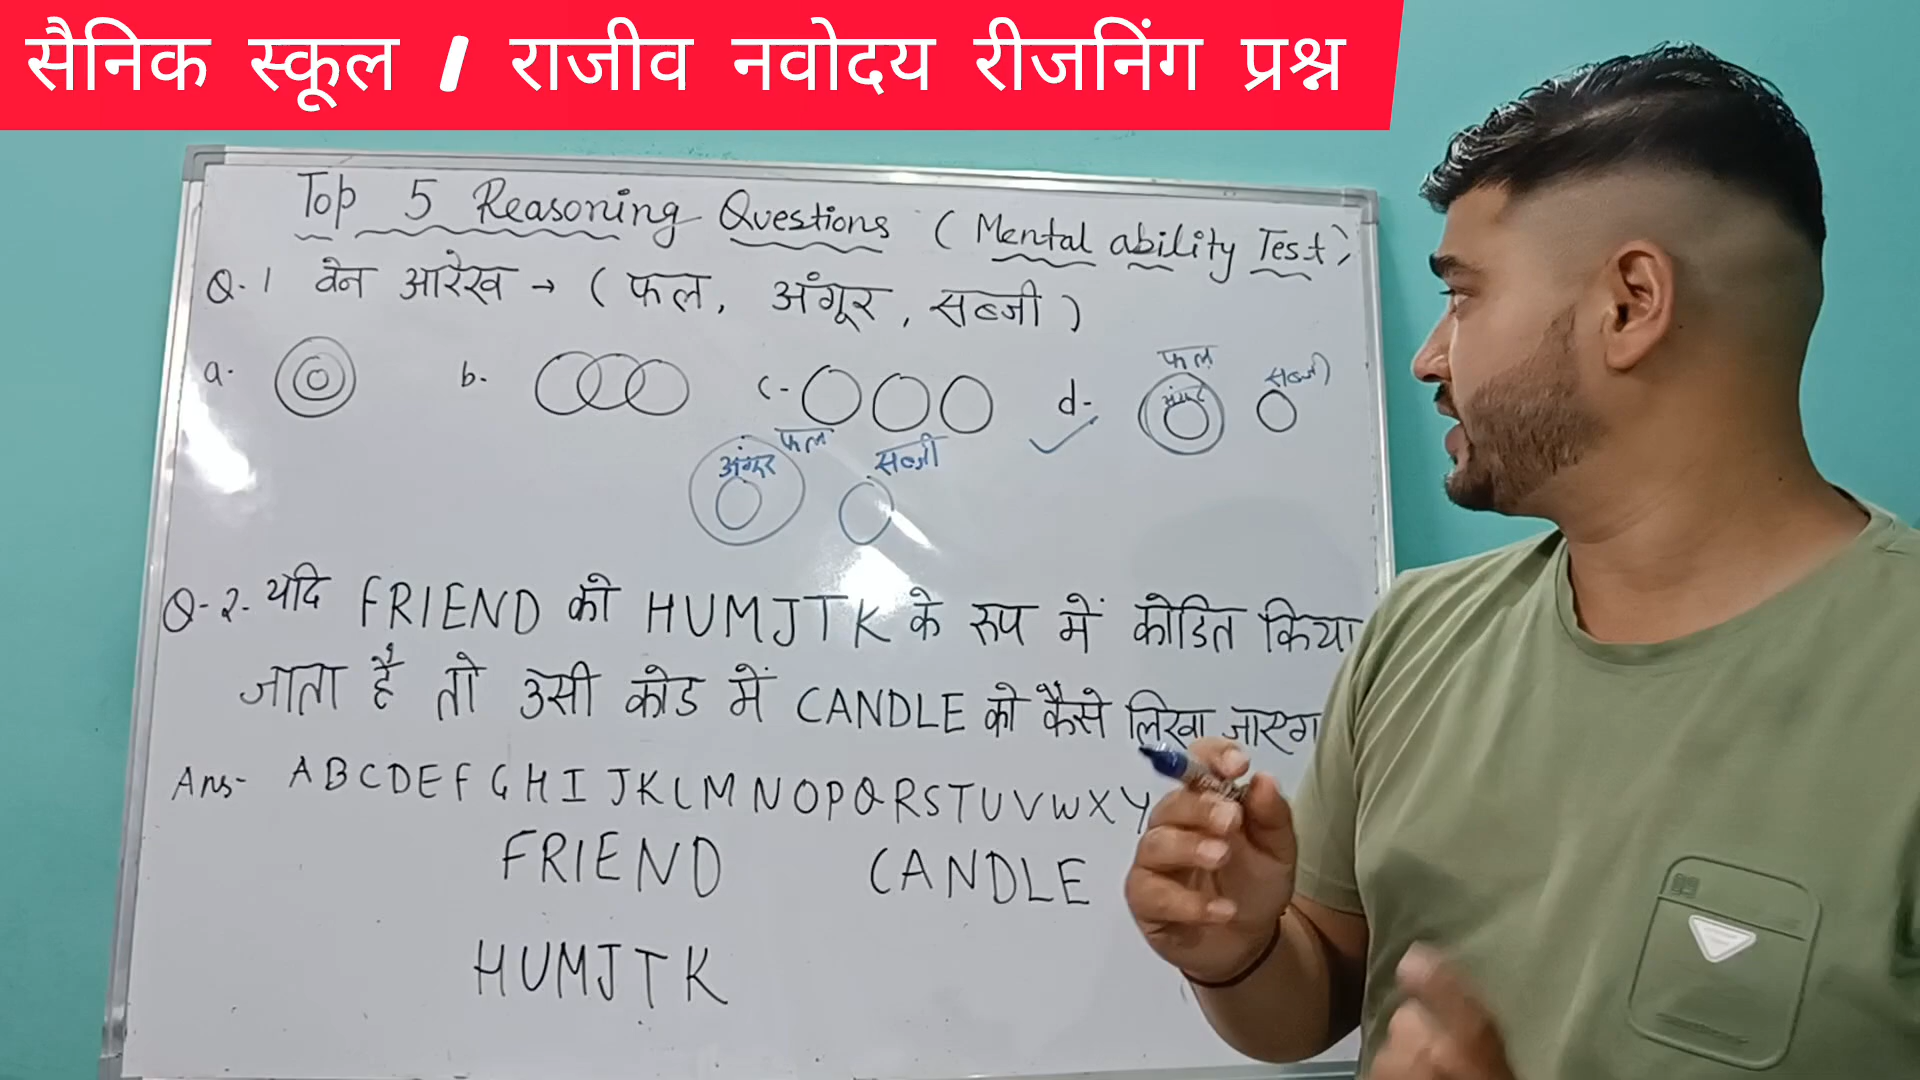 सैनिक स्कूल / राजीव नवोदय रीजनिंग प्रश्न
Top 5 Reasoning Questions (Mental ability Test)
Q.1 वेन आरेख → (फल, अंगूर, सब्जी)
a. b. c- d-
फल सब्जी
अंगूर
फल
अंगूर सब्जी
Q-2. यदि FRIEND को HUMJTK के रूप में कोडित किया
जाता है तो उसी कोड में CANDLE को कैसे लिखा जाएगा
Ans- A B C D E F G H I J K L M N O P Q R S T U V W X Y
FRIEND CANDLE
HUMJTK